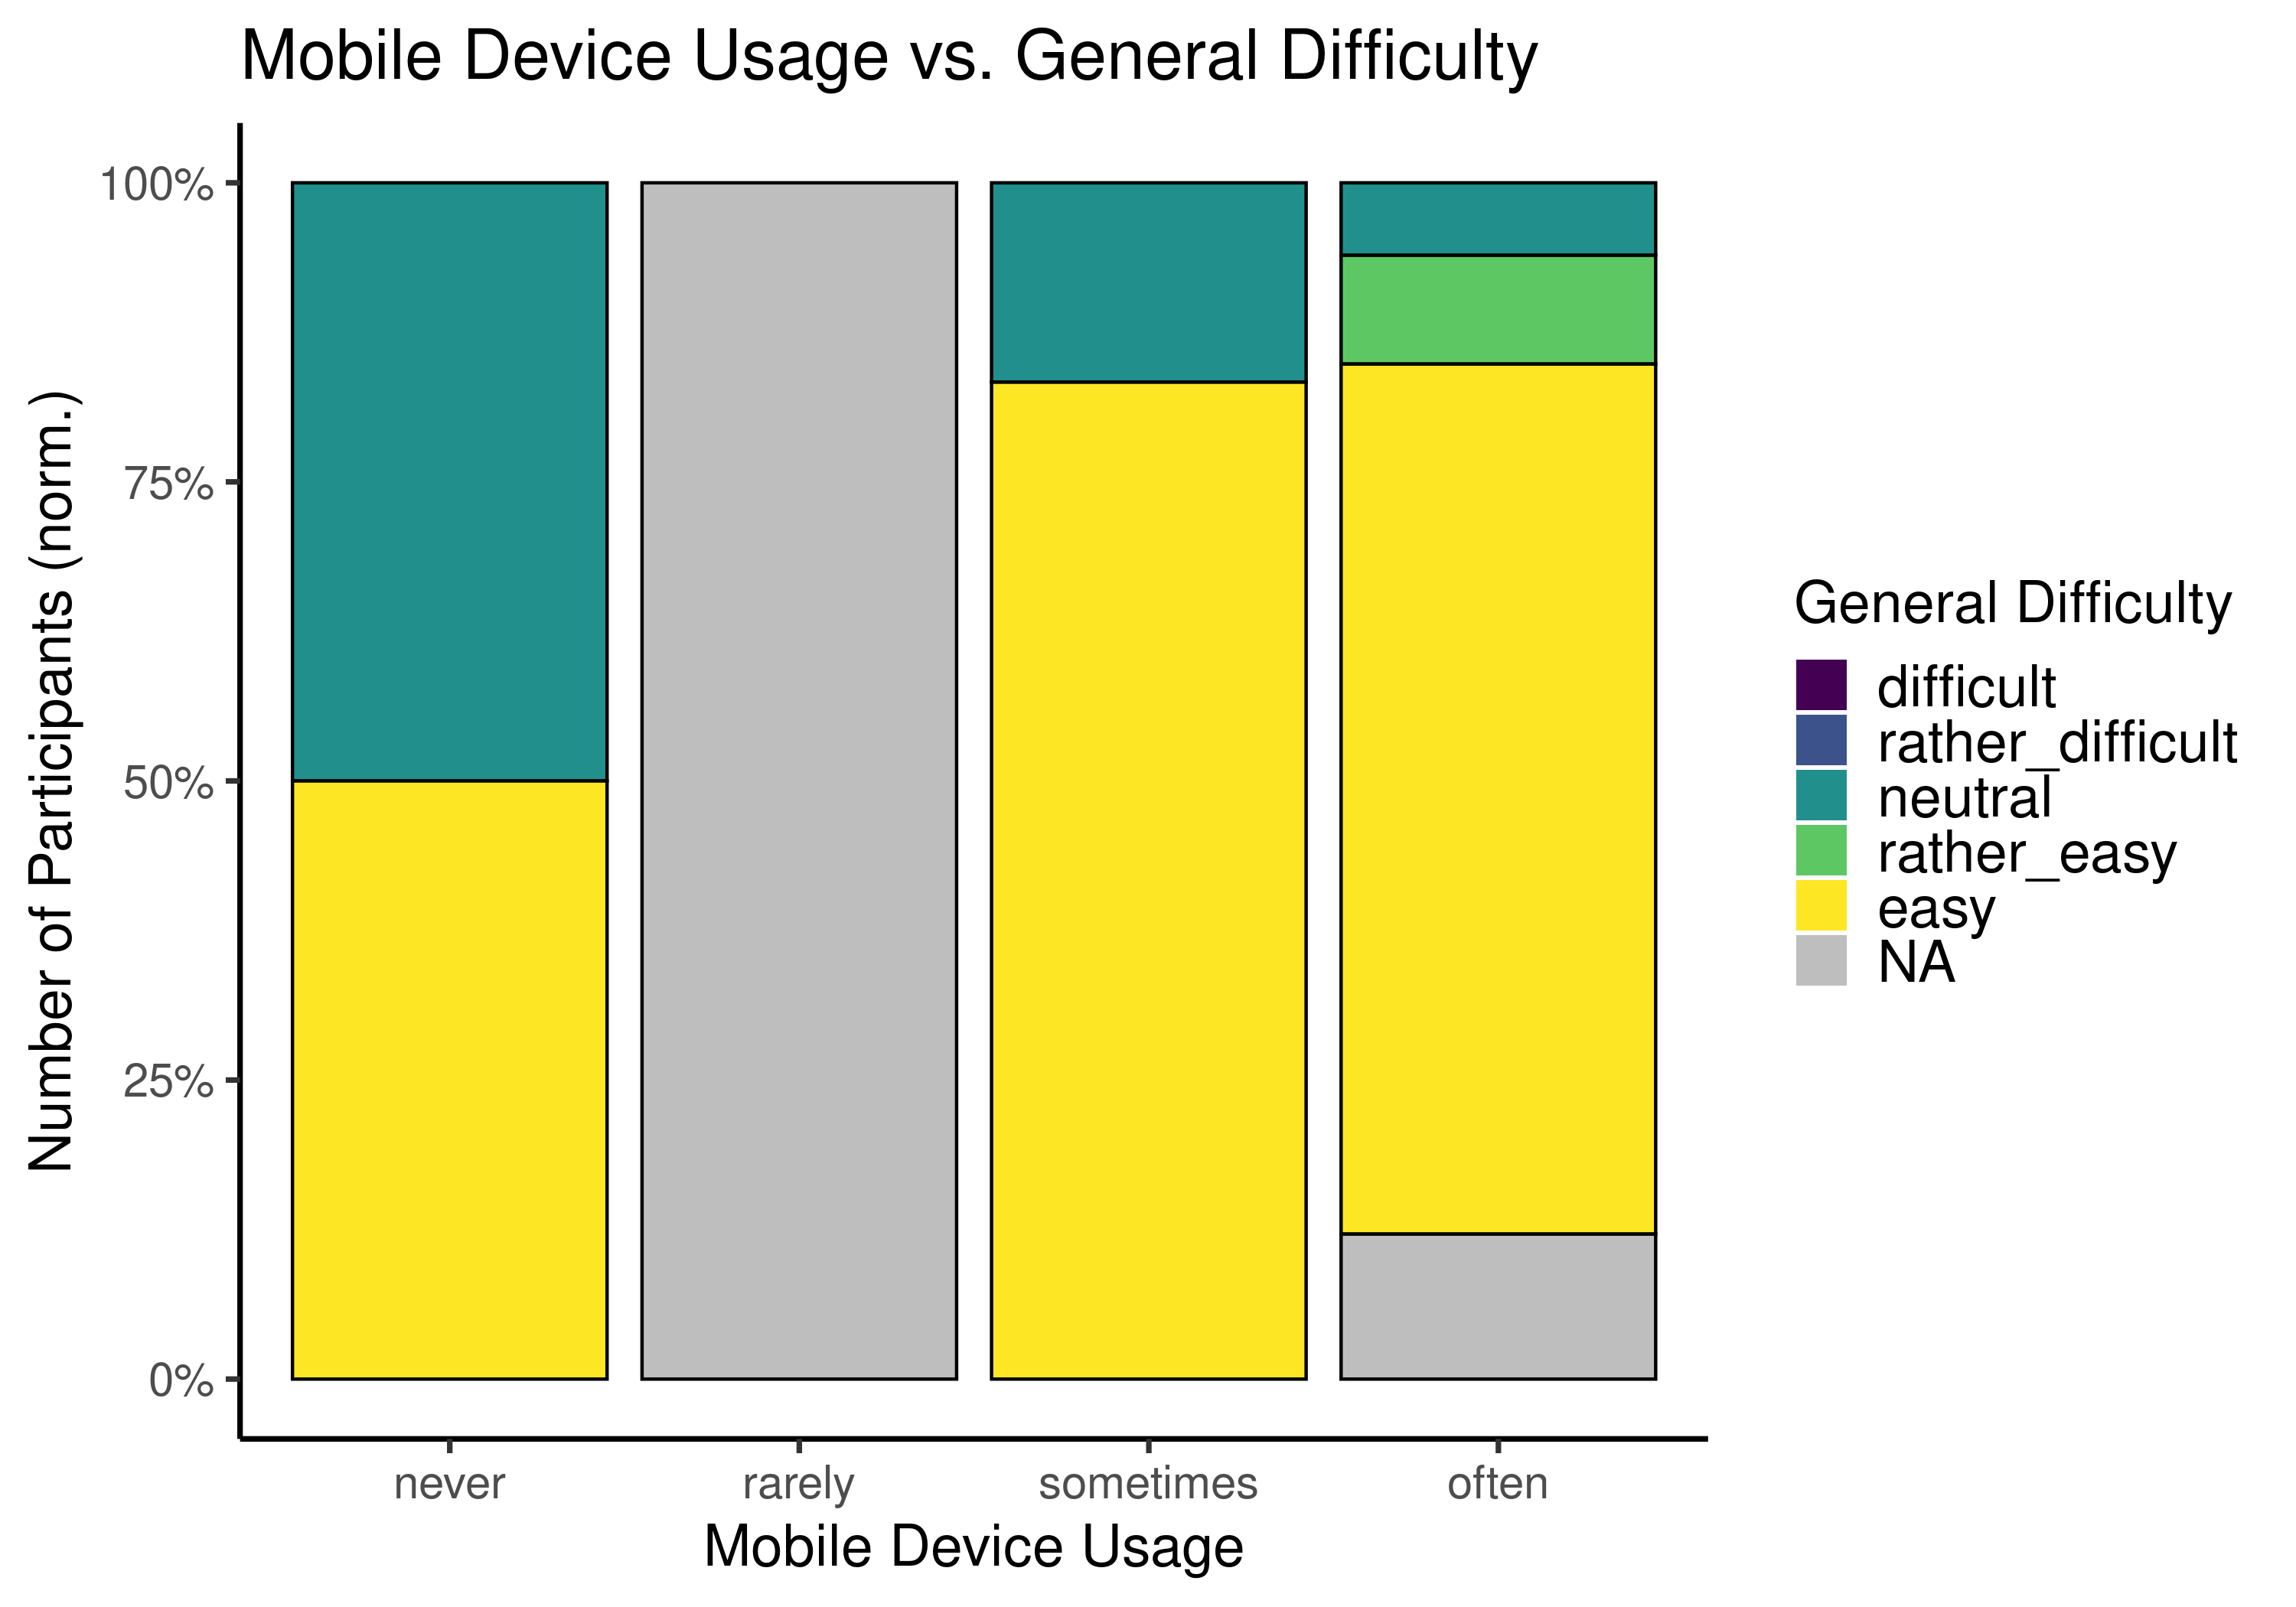 Mobile Device Usage vs. General Difficulty
Number of Participants (norm.)
100%
75%
50%
25%
0%
never
rarely
sometimes
often
Mobile Device Usage
General Difficulty
difficult
rather_difficult
neutral
rather_easy
easy
NA